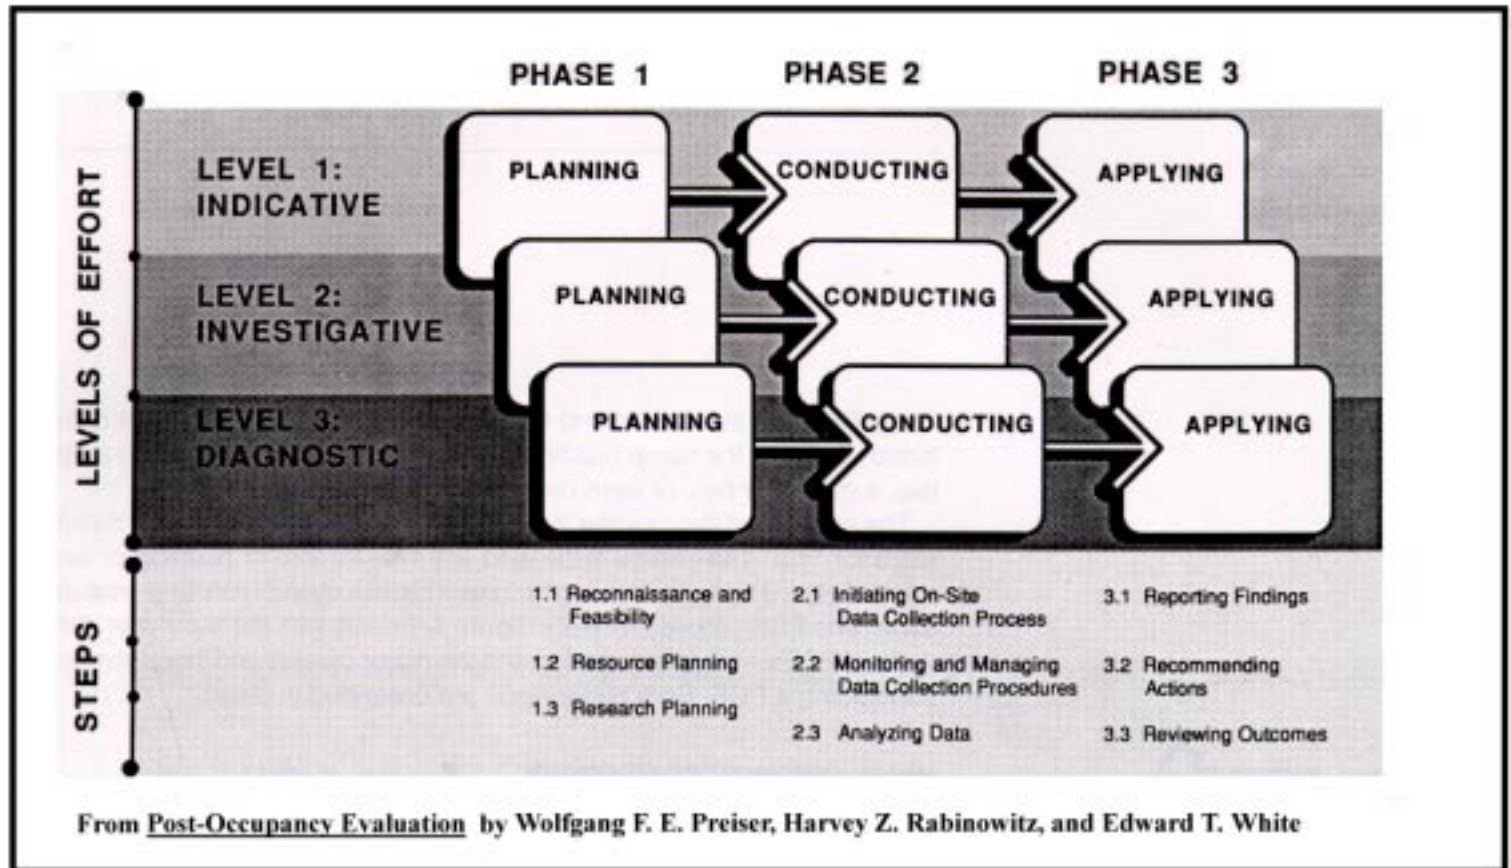 PHASE 1 PHASE 2 PHASE 3
LEVELS OF EFFORT
LEVEL 1:
INDICATIVE
PLANNING CONDUCTING APPLYING
LEVEL 2:
INVESTIGATIVE
PLANNING CONDUCTING APPLYING
LEVEL 3:
DIAGNOSTIC
PLANNING CONDUCTING APPLYING
STEPS
1.1 Reconnaissance and
Feasibility
1.2 Resource Planning
1.3 Research Planning
2.1 Initiating On-Site
Data Collection Process
2.2 Monitoring and Managing
Data Collection Procedures
2.3 Analyzing Data
3.1 Reporting Findings
3.2 Recommending
Actions
3.3 Reviewing Outcomes
From Post-Occupancy Evaluation by Wolfgang F. E. Preiser, Harvey Z. Rabinowitz, and Edward T. White